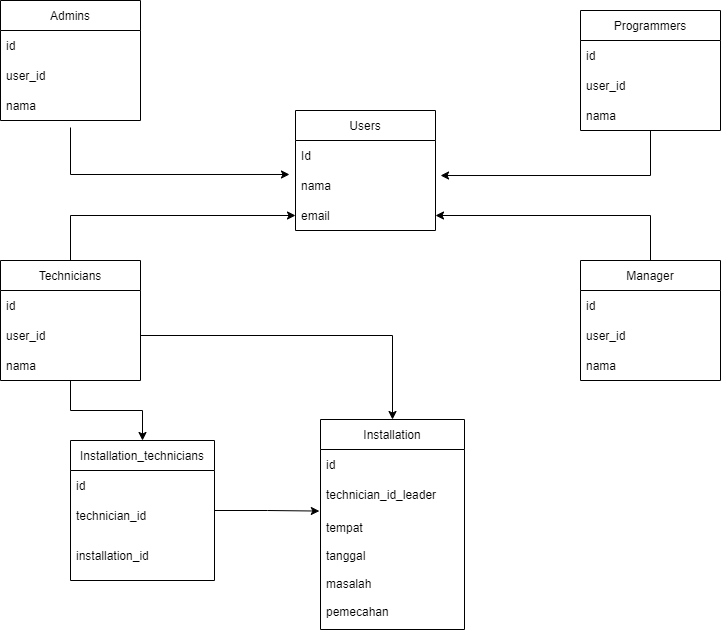 Admins
id
user_id
nama
Programmers
id
user_id
nama
Users
Id
nama
email
Technicians
id
user_id
nama
Manager
id
user_id
nama
Installation_technicians
id
technician_id
installation_id
Installation
id
technician_id_leader
tempat
tanggal
masalah
pemecahan